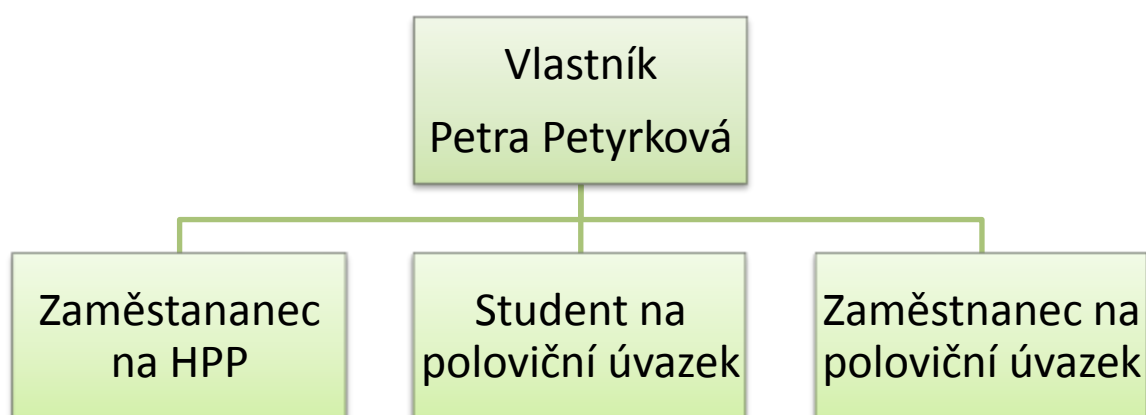 Vlastník
Petra Petyrková
Zaměstananec
na HPP
Student na
poloviční úvazek
Zaměstnanec na
poloviční úvazek